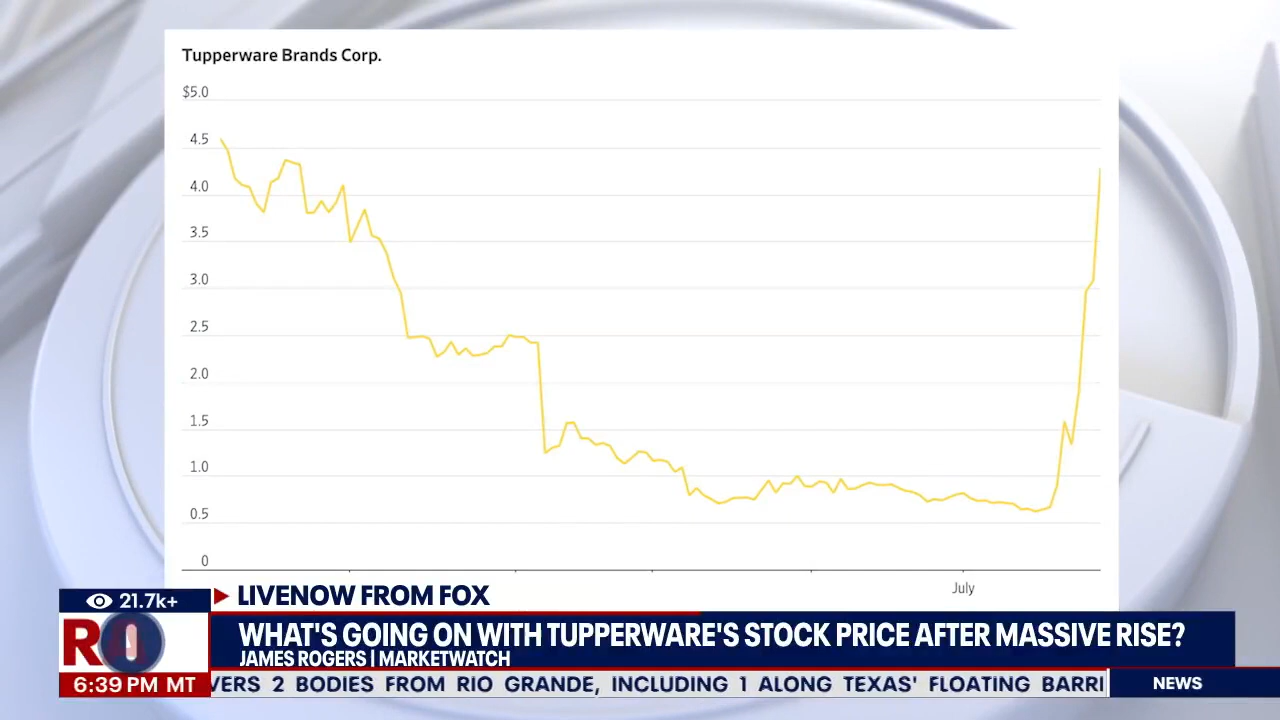 Tupperware Brands Corp.
$5.0
4.5
4.0
3.5
3.0
2.5
2.0
1.5
1.0
0.5
0
July
21.7k+
LIVENOW FROM FOX
WHAT'S GOING ON WITH TUPPERWARE'S STOCK PRICE AFTER MASSIVE RISE?
JAMES ROGERS | MARKETWATCH
6:39 PM MT
VERS 2 BODIES FROM RIO GRANDE, INCLUDING 1 ALONG TEXAS' FLOATING BARRI
NEWS